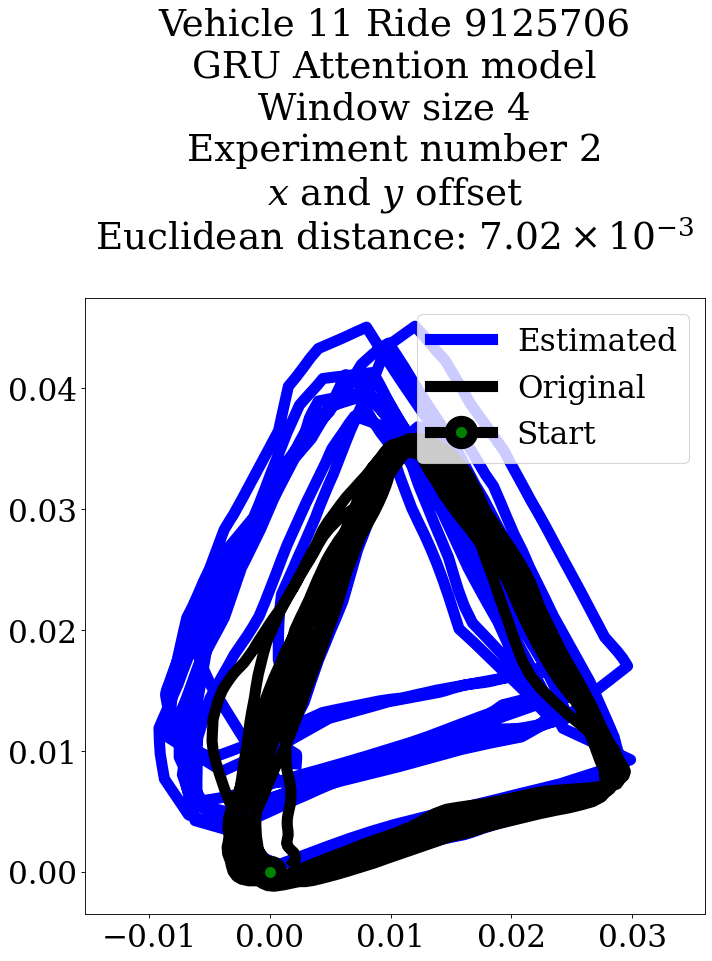 Vehicle 11 Ride 9125706
GRU Attention model
Window size 4
Experiment number 2
x and y offset
Euclidean distance: 7.02 × 10⁻³
Estimated
Original
Start
0.04
0.03
0.02
0.01
0.00
−0.01 0.00 0.01 0.02 0.03